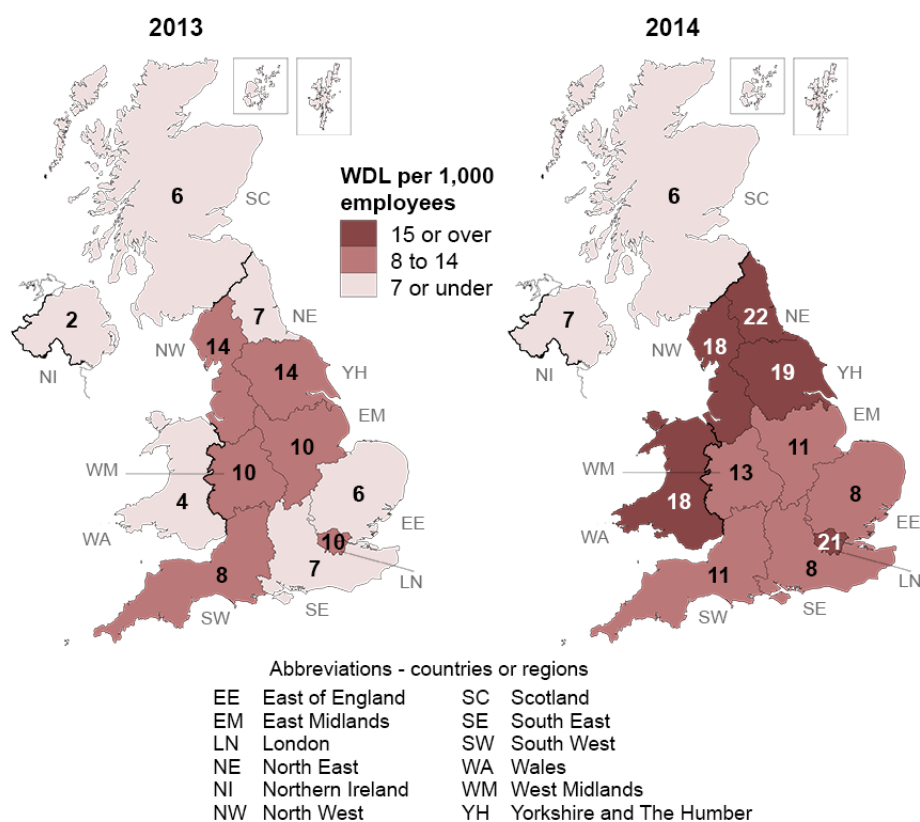 2013
2014
WDL per 1,000
employees
15 or over
8 to 14
7 or under
6
SC
2
NI
7
NE
NW
14
14
YH
EM
10
WM
10
4
WA
6
EE
10
LN
7
SE
8
SW
6
SC
7
NI
22
NE
NW
18
19
YH
EM
11
WM
13
18
WA
8
EE
21
LN
8
SE
11
SW
Abbreviations - countries or regions
EE East of England
EM East Midlands
LN London
NE North East
NI Northern Ireland
NW North West
SC Scotland
SE South East
SW South West
WA Wales
WM West Midlands
YH Yorkshire and The Humber